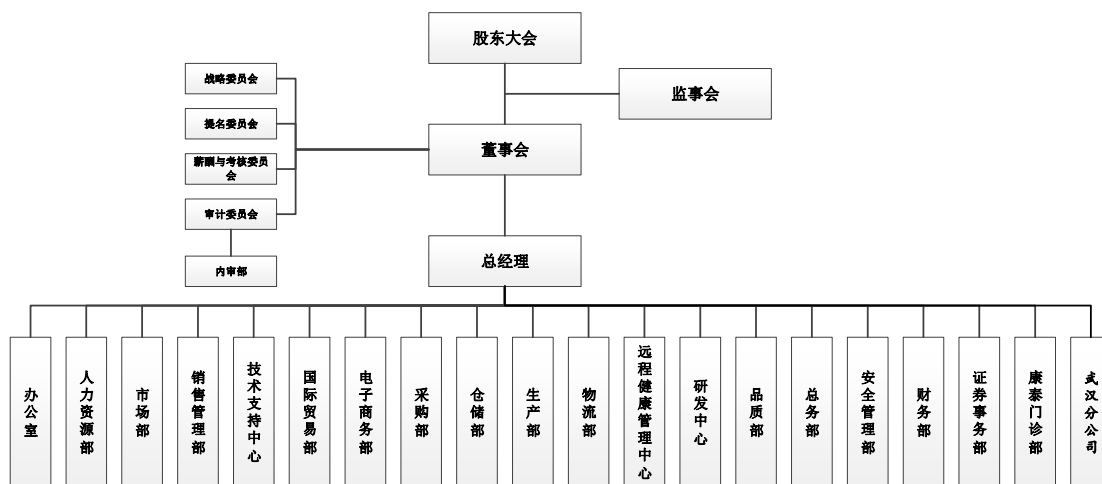 股东大会
战略委员会
监事会
提名委员会
董事会
薪酬与考核委员
会
审计委员会
总经理
内审部
办公室
人力资源部
市场部
销售管理部
技术支持中心
国际贸易部
电子商务部
采购部
仓储部
生产部
物流部
远程健康管理中心
研发中心
品质部
总务部
安全管理部
财务部
证券事务部
康泰门诊部
武汉分公司